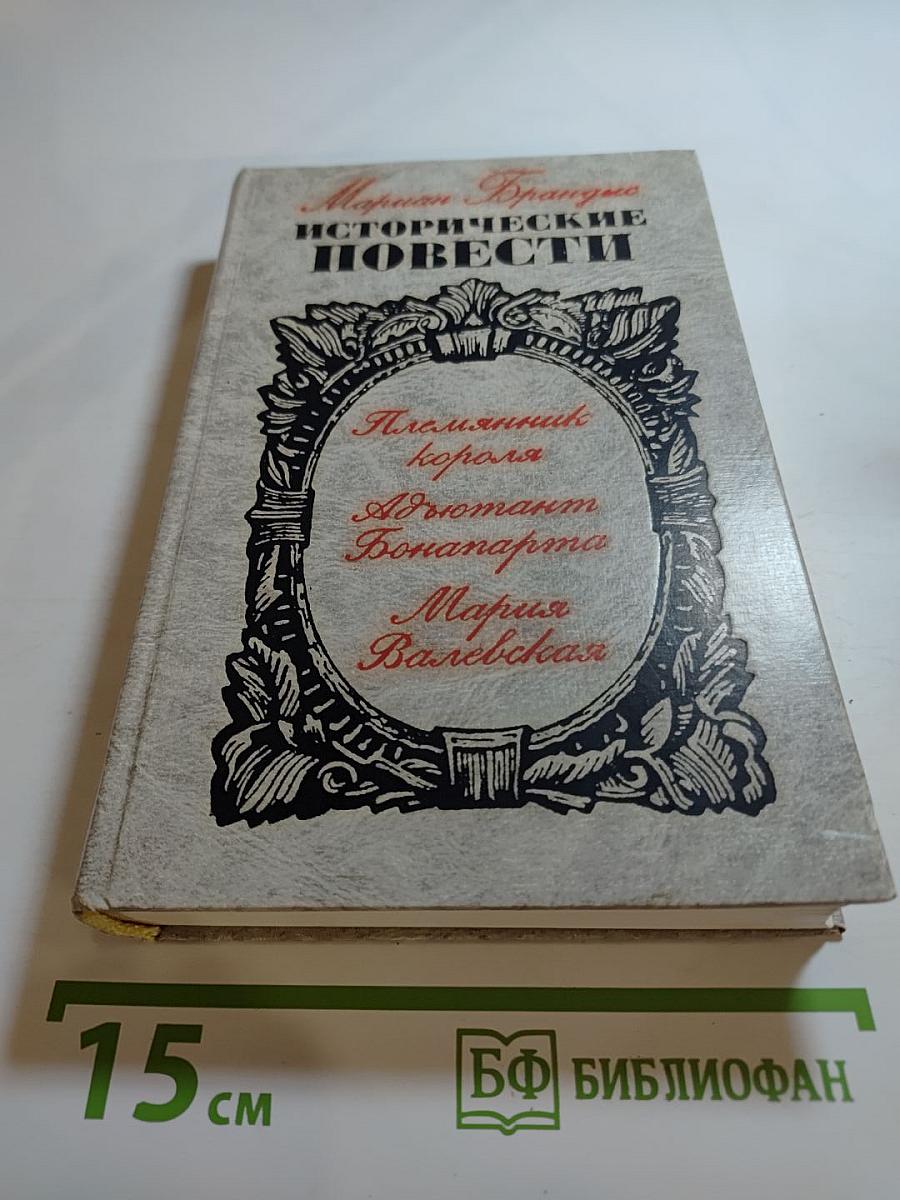 Мариан Брандыс
ИСТОРИЧЕСКИЕ
ПОВЕСТИ
Племянник
короля
Адъютант
Бонапарта
Мария
Валевская
15 см
БФ БИБЛИОФАН